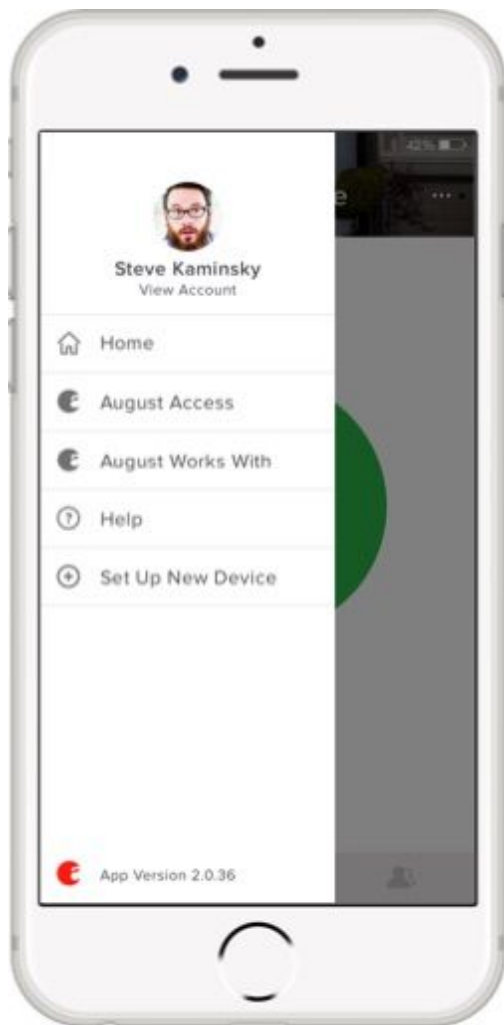 42%
e
Steve Kaminsky
View Account
Home
August Access
August Works With
Help
Set Up New Device
App Version 2.0.36